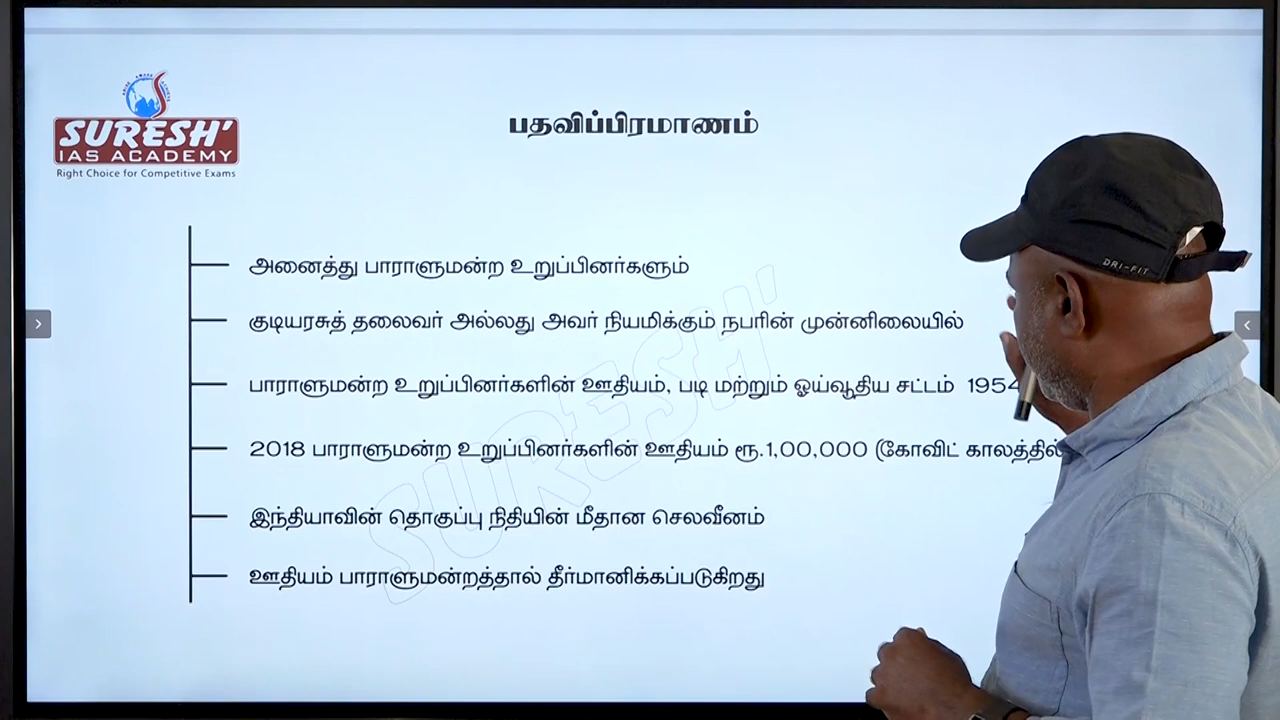 SURESH'
IAS ACADEMY
Right Choice for Competitive Exams
பதவிப்பிரமாணம்
அனைத்து பாராளுமன்ற உறுப்பினர்களும்
குடியரசுத் தலைவர் அல்லது அவர் நியமிக்கும் நபரின் முன்னிலையில்
பாராளுமன்ற உறுப்பினர்களின் ஊதியம், படி மற்றும் ஓய்வூதிய சட்டம் 1954
2018 பாராளுமன்ற உறுப்பினர்களின் ஊதியம் ரூ.1,00,000 (கோவிட் காலத்தில்
இந்தியாவின் தொகுப்பு நிதியின் மீதான செலவீனம்
ஊதியம் பாராளுமன்றத்தால் தீர்மானிக்கப்படுகிறது
SURESH'
DRI-FIT